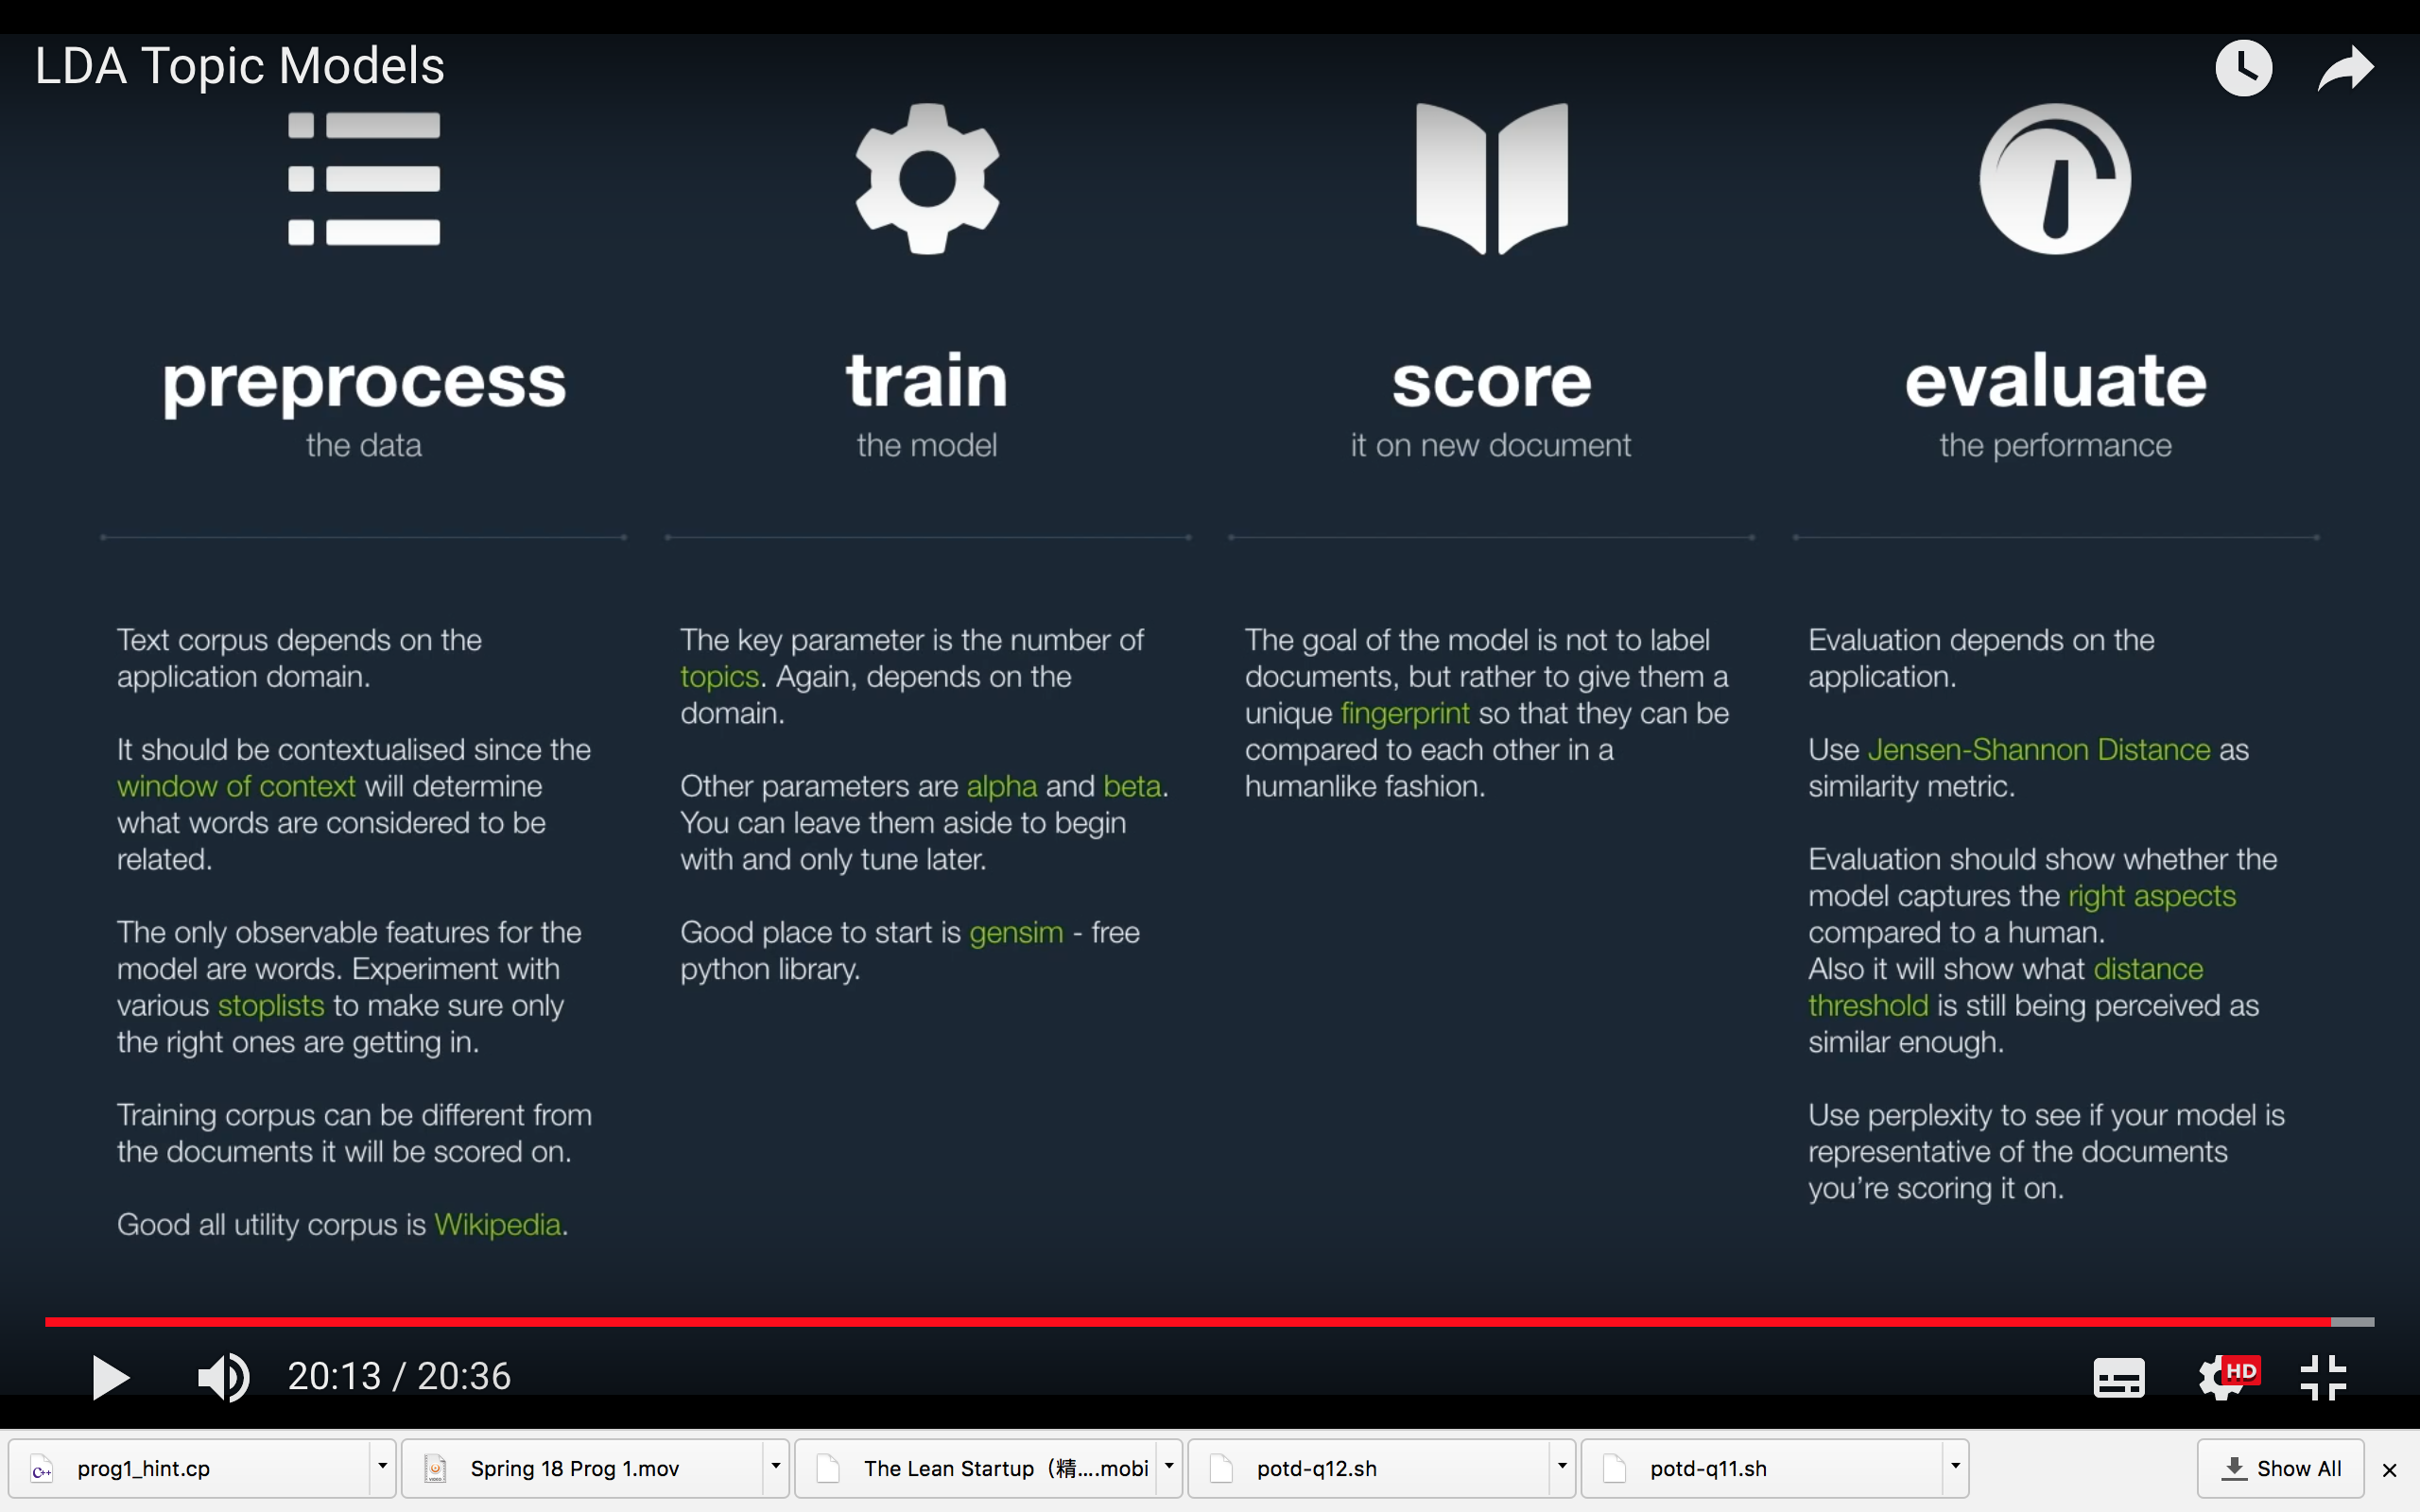 LDA Topic Models
preprocess
the data
Text corpus depends on the
application domain.
It should be contextualised since the
window of context will determine
what words are considered to be
related.
The only observable features for the
model are words. Experiment with
various stoplists to make sure only
the right ones are getting in.
Training corpus can be different from
the documents it will be scored on.
Good all utility corpus is Wikipedia.
train
the model
The key parameter is the number of
topics. Again, depends on the
domain.
Other parameters are alpha and beta.
You can leave them aside to begin
with and only tune later.
Good place to start is gensim - free
python library.
score
it on new document
The goal of the model is not to label
documents, but rather to give them a
unique fingerprint so that they can be
compared to each other in a
humanlike fashion.
evaluate
the performance
Evaluation depends on the
application.
Use Jensen-Shannon Distance as
similarity metric.
Evaluation should show whether the
model captures the right aspects
compared to a human.
Also it will show what distance
threshold is still being perceived as
similar enough.
Use perplexity to see if your model is
representative of the documents
you're scoring it on.
20:13 / 20:36
HD
C++
prog1_hint.cp
Spring 18 Prog 1.mov
The Lean Startup（精....mobi
potd-q12.sh
potd-q11.sh
Show All